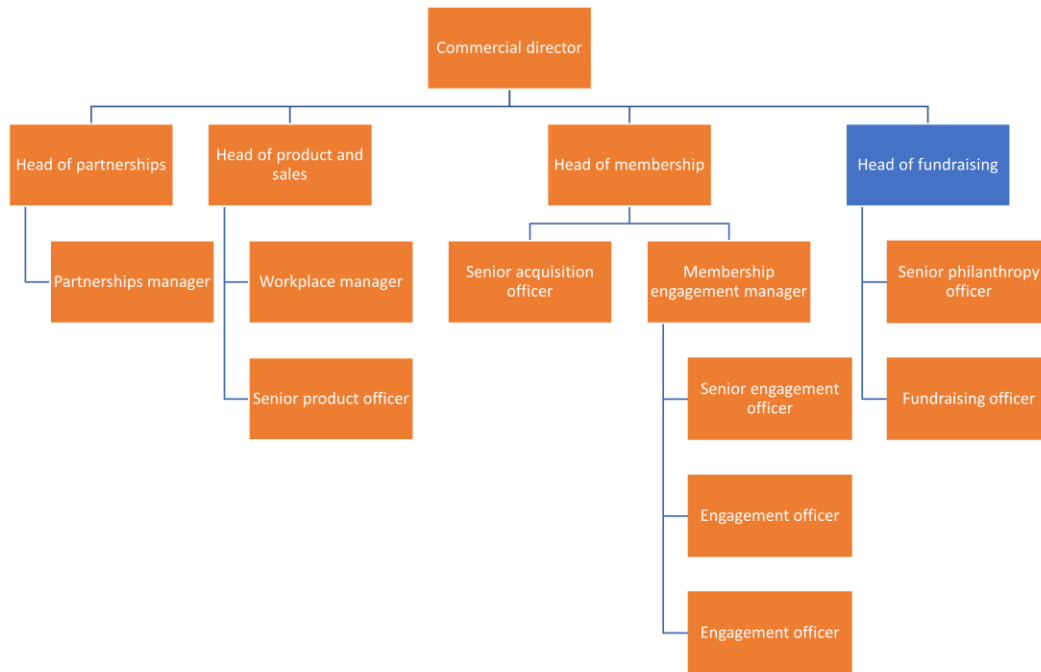 Commercial director
Head of partnerships
Head of product and
sales
Head of membership
Head of fundraising
Partnerships manager
Workplace manager
Senior acquisition
officer
Membership
engagement manager
Senior philanthropy
officer
Senior product officer
Senior engagement
officer
Fundraising officer
Engagement officer
Engagement officer